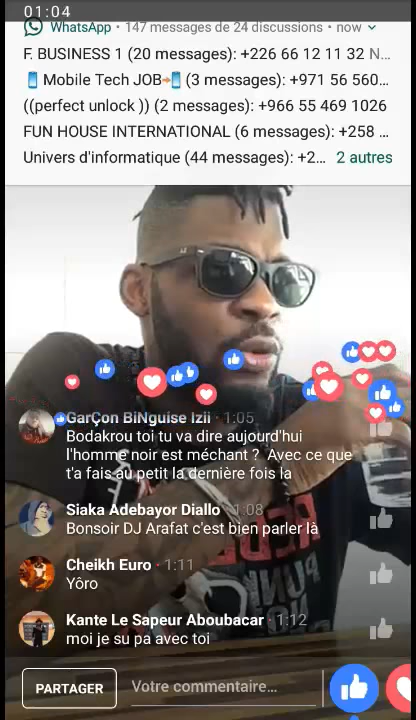 01:04
WhatsApp • 147 messages de 24 discussions • now
F. BUSINESS 1 (20 messages): +226 66 12 11 32 N...
📱 Mobile Tech JOB➡📲 (3 messages): +971 56 560...
((perfect unlock )) (2 messages): +966 55 469 1026
FUN HOUSE INTERNATIONAL (6 messages): +258 ...
Univers d'informatique (44 messages): +2... 2 autres
GarÇon BiNguise Izii · 1:05
Bodakrou toi tu va dire aujourd'hui
l'homme noir est méchant ? Avec ce que
t'a fais au petit la dernière fois la
Siaka Adebayor Diallo · 1:08
Bonsoir DJ Arafat c'est bien parler là
Cheikh Euro · 1:11
Yôro
Kante Le Sapeur Aboubacar · 1:12
moi je su pa avec toi
PARTAGER
Votre commentaire...